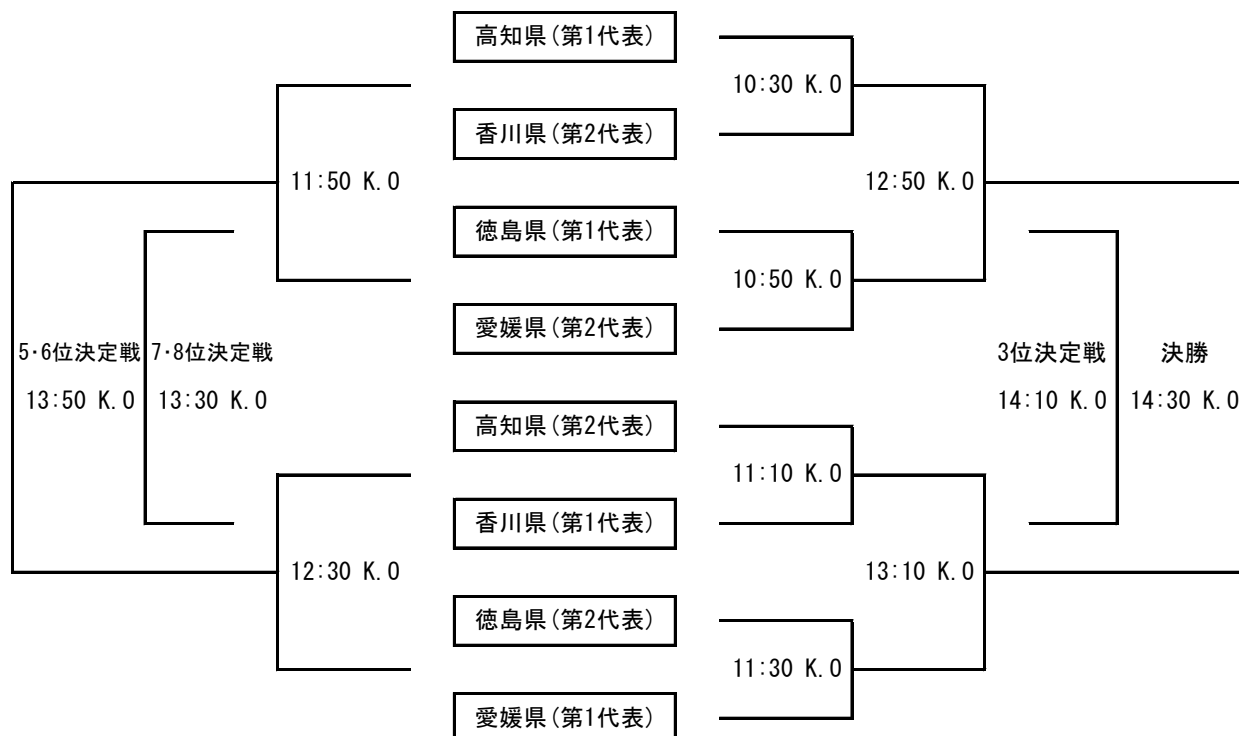 高知県(第1代表)
10:30 K.O
香川県(第2代表)
11:50 K.O
12:50 K.O
徳島県(第1代表)
10:50 K.O
愛媛県(第2代表)
5・6位決定戦
7・8位決定戦
3位決定戦
決勝
13:50 K.O
13:30 K.O
14:10 K.O
14:30 K.O
高知県(第2代表)
11:10 K.O
香川県(第1代表)
12:30 K.O
13:10 K.O
徳島県(第2代表)
11:30 K.O
愛媛県(第1代表)